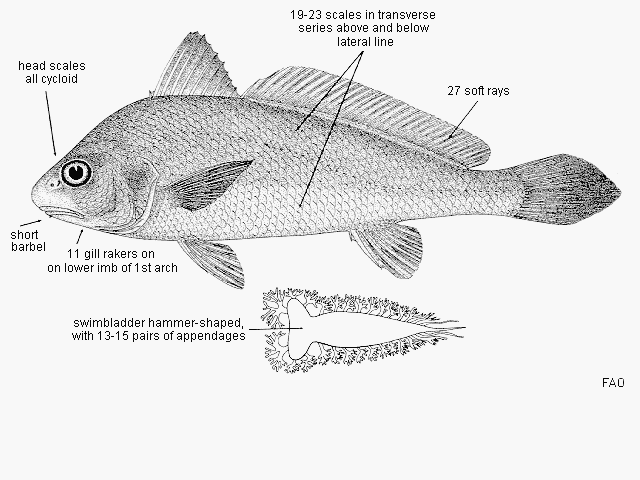 19-23 scales in transverse
series above and below
lateral line
head scales
all cycloid
27 soft rays
short
barbel
11 gill rakers on
on lower imb of 1st arch
swimbladder hammer-shaped,
with 13-15 pairs of appendages
FAO